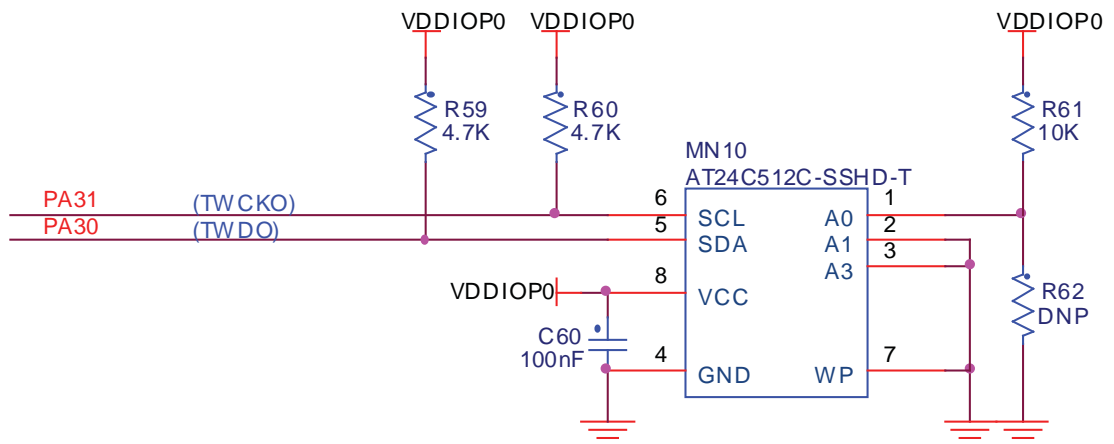 VDDIOP0
VDDIOP0
VDDIOP0
R59
4.7K
R60
4.7K
R61
10K
MN10
AT24C512C-SSHD-T
PA31 (TWCKO)
6 SCL
A0 1
PA30 (TWDO)
5 SDA
A1 2
A3 3
VDDIOP0
8 VCC
R62
DNP
C60
100nF
4 GND
WP 7